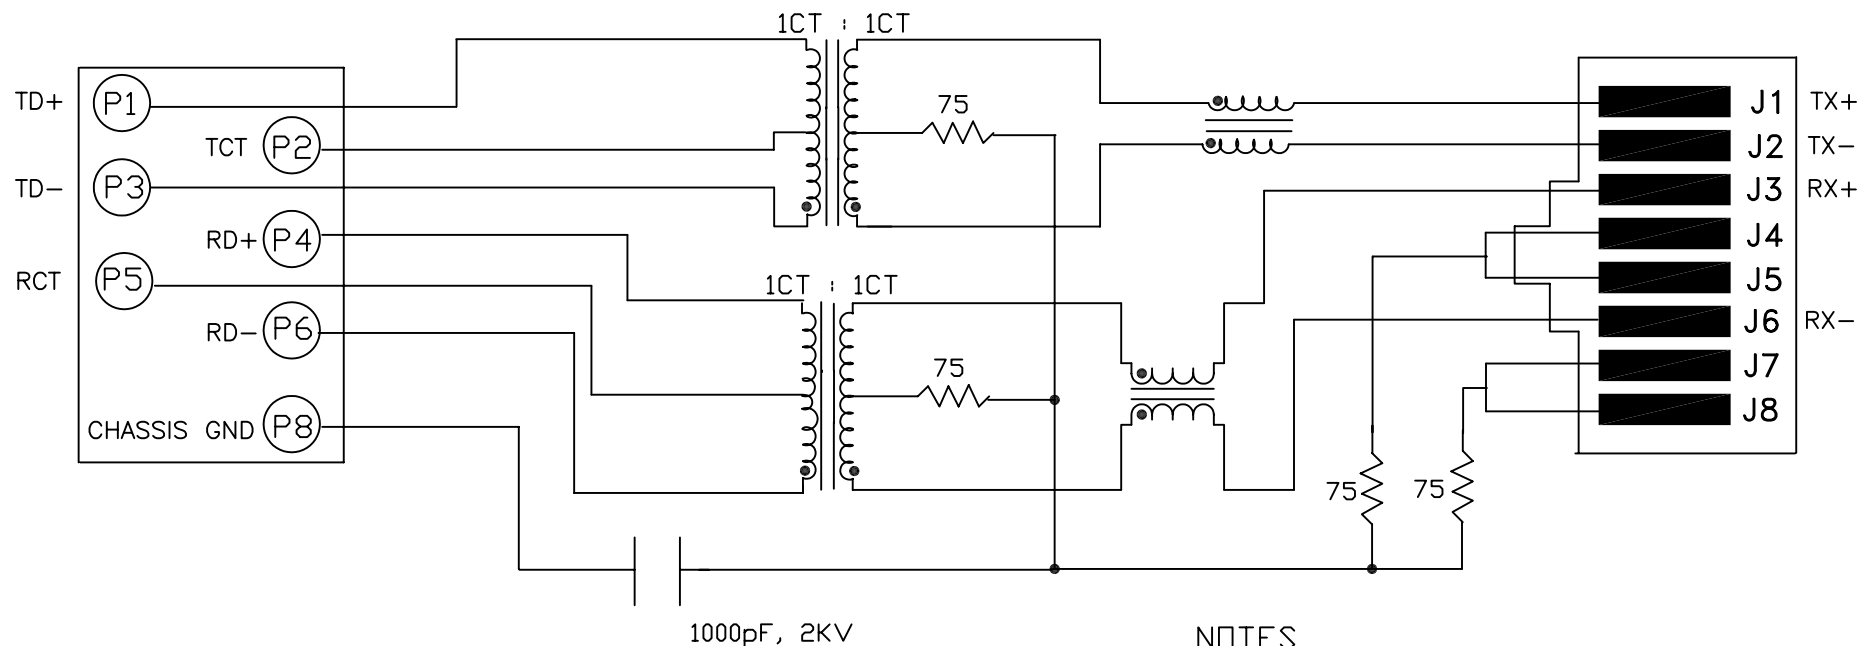 1CT : 1CT
TD+ P1
TCT P2
TD- P3
RD+ P4
RCT P5
RD- P6
CHASSIS GND P8
75
1CT : 1CT
75
75
75
1000pF, 2KV
J1 TX+
J2 TX-
J3 RX+
J4
J5
J6 RX-
J7
J8
NOTES